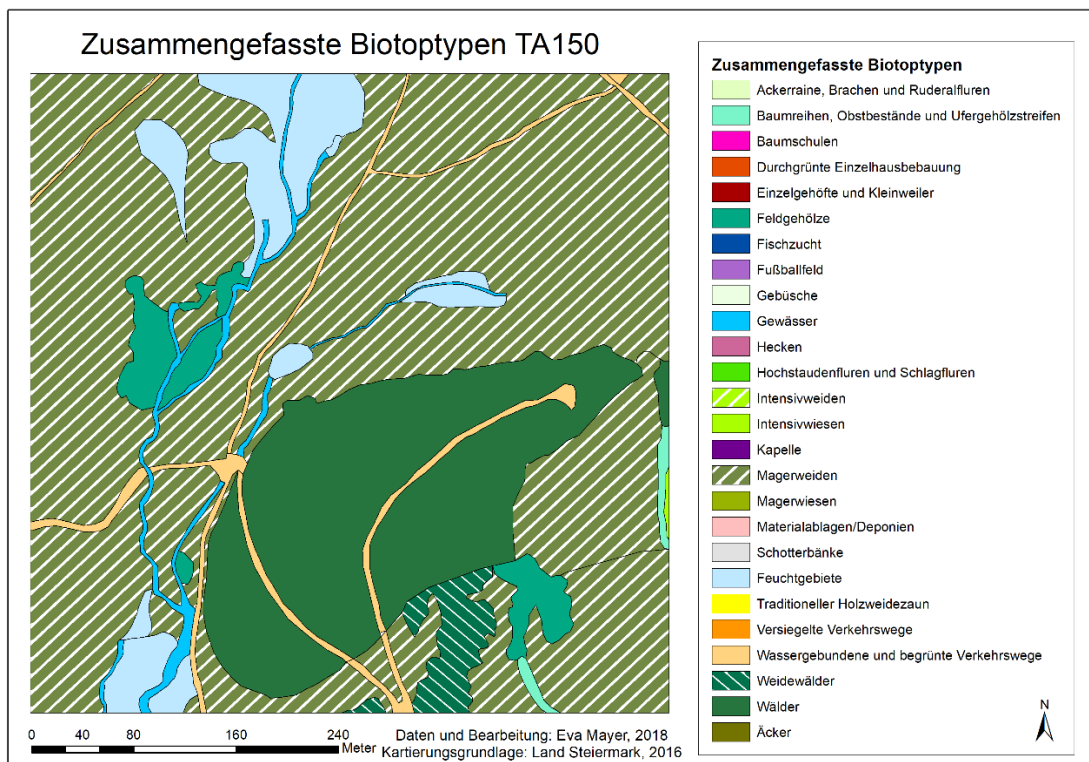 Zusammengefasste Biotoptypen TA150
Zusammengefasste Biotoptypen
Ackerraine, Brachen und Ruderalfluren
Baumreihen, Obstbestände und Ufergehölzstreifen
Baumschulen
Durchgrünte Einzelhausbebauung
Einzelgehöfte und Kleinweiler
Feldgehölze
Fischzucht
Fußballfeld
Gebüsche
Gewässer
Hecken
Hochstaudenfluren und Schlagfluren
Intensivweiden
Intensivwiesen
Kapelle
Magerweiden
Magerwiesen
Materialablagen/Deponien
Schotterbänke
Feuchtgebiete
Traditioneller Holzweidezaun
Versiegelte Verkehrswege
Wassergebundene und begrünte Verkehrswege
Weidewälder
Wälder
Äcker
N
0 40 80 160 240
Meter
Daten und Bearbeitung: Eva Mayer, 2018
Kartierungsgrundlage: Land Steiermark, 2016